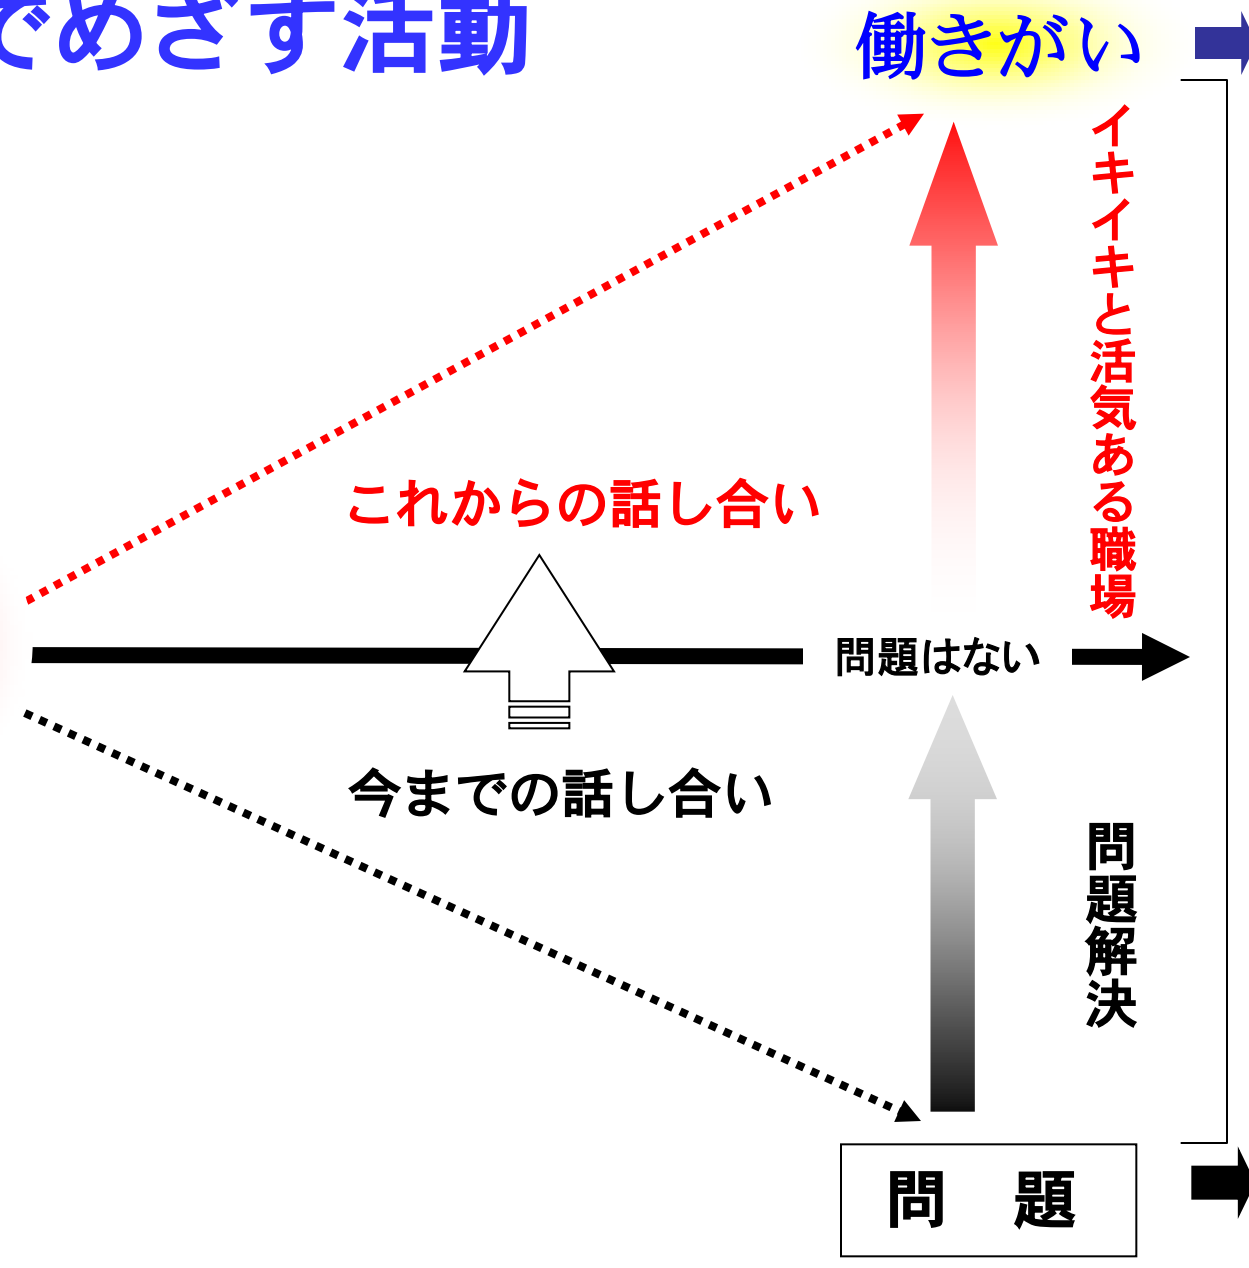 でめざす活動
働きがい
イキイキと活気ある職場
これからの話し合い
問題はない
今までの話し合い
問題解決
問　題